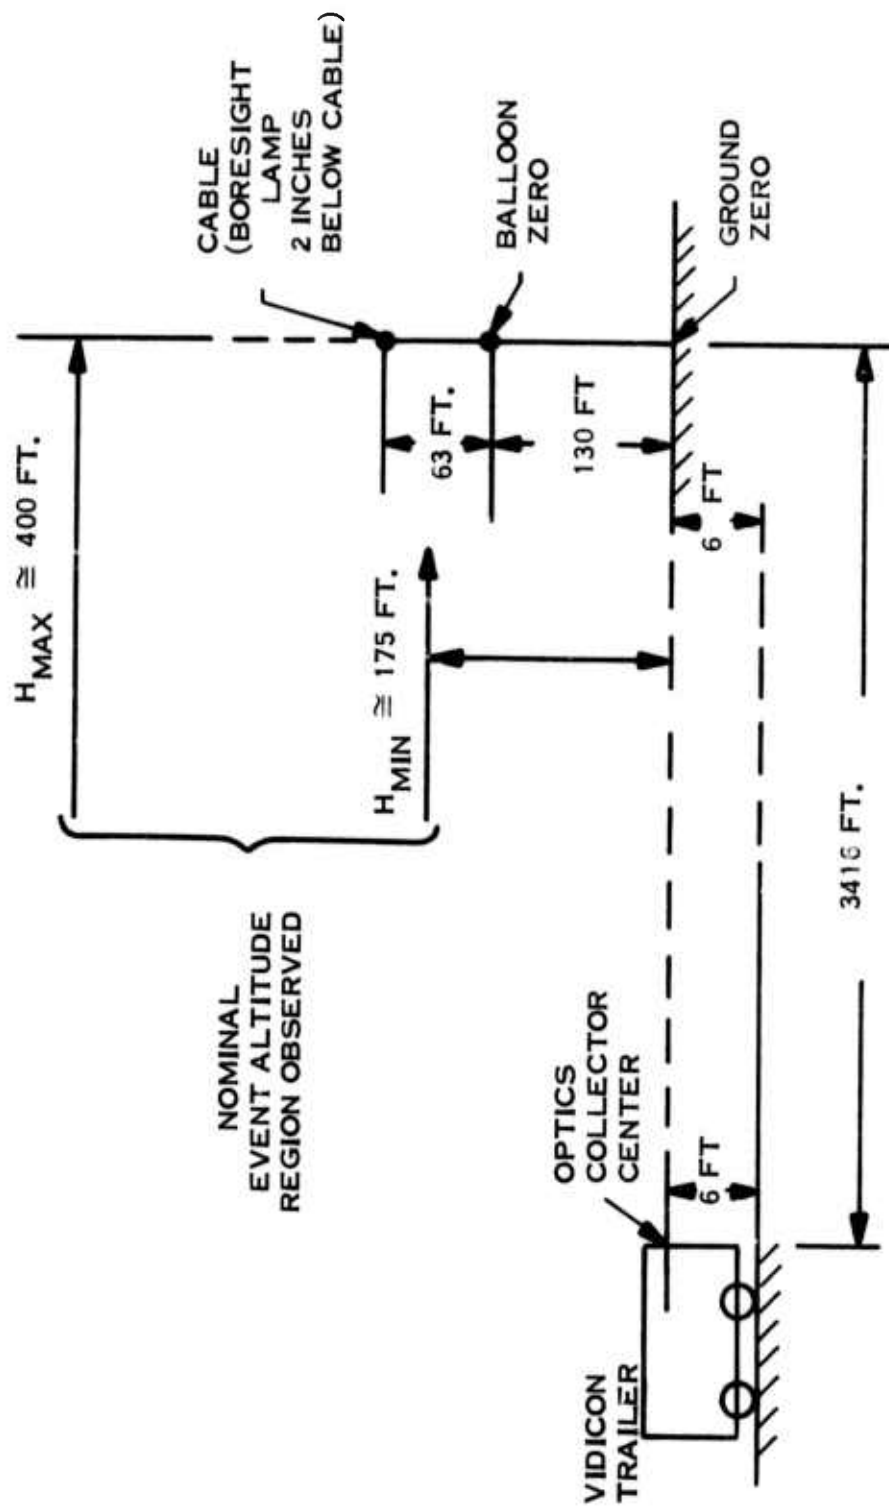 H MAX ≅ 400 FT.
CABLE
(BORESIGHT
LAMP
2 INCHES
BELOW CABLE)
NOMINAL
EVENT ALTITUDE
REGION OBSERVED
H MIN ≅ 175 FT.
63 FT.
BALLOON
ZERO
130 FT
GROUND
ZERO
OPTICS
COLLECTOR
CENTER
VIDICON
TRAILER
6 FT
6 FT
3416 FT.